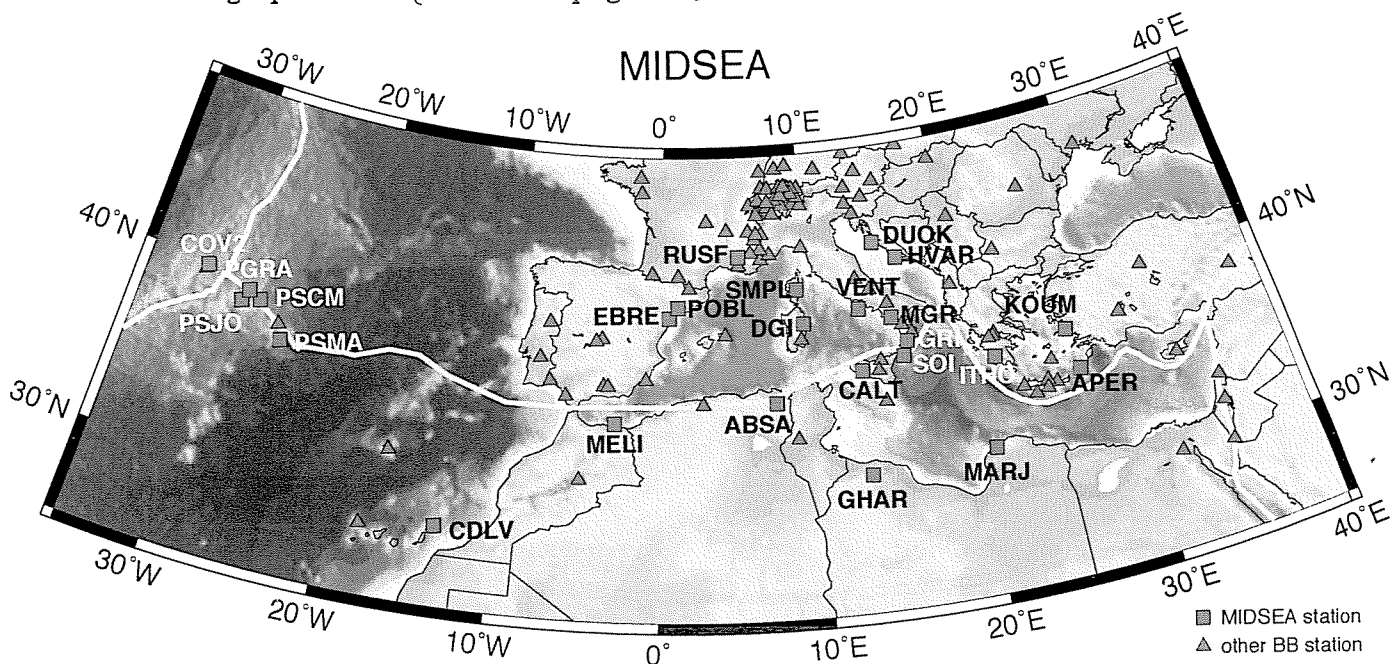 MIDSEA
30°W
20°W
10°W
0°
10°E
20°E
30°E
40°E
40°N
40°N
COV2
PGRA
PSCM
PSJO
PSMA
RUSF
DUOK
HVAR
SMPL
VENT
KOUM
EBRE
POBL
DGI
MGR
GRI
SOI
CALT
APER
30°N
30°N
MELI
ABSA
MARJ
GHAR
CDLV
30°W
20°W
10°W
0°
10°E
20°E
30°E
40°E
MIDSEA station
other BB station